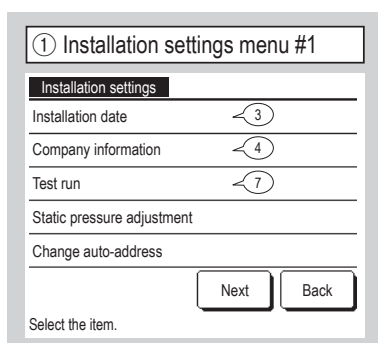 ① Installation settings menu #1
Installation settings
Installation date 3
Company information 4
Test run 7
Static pressure adjustment
Change auto-address
Next Back
Select the item.